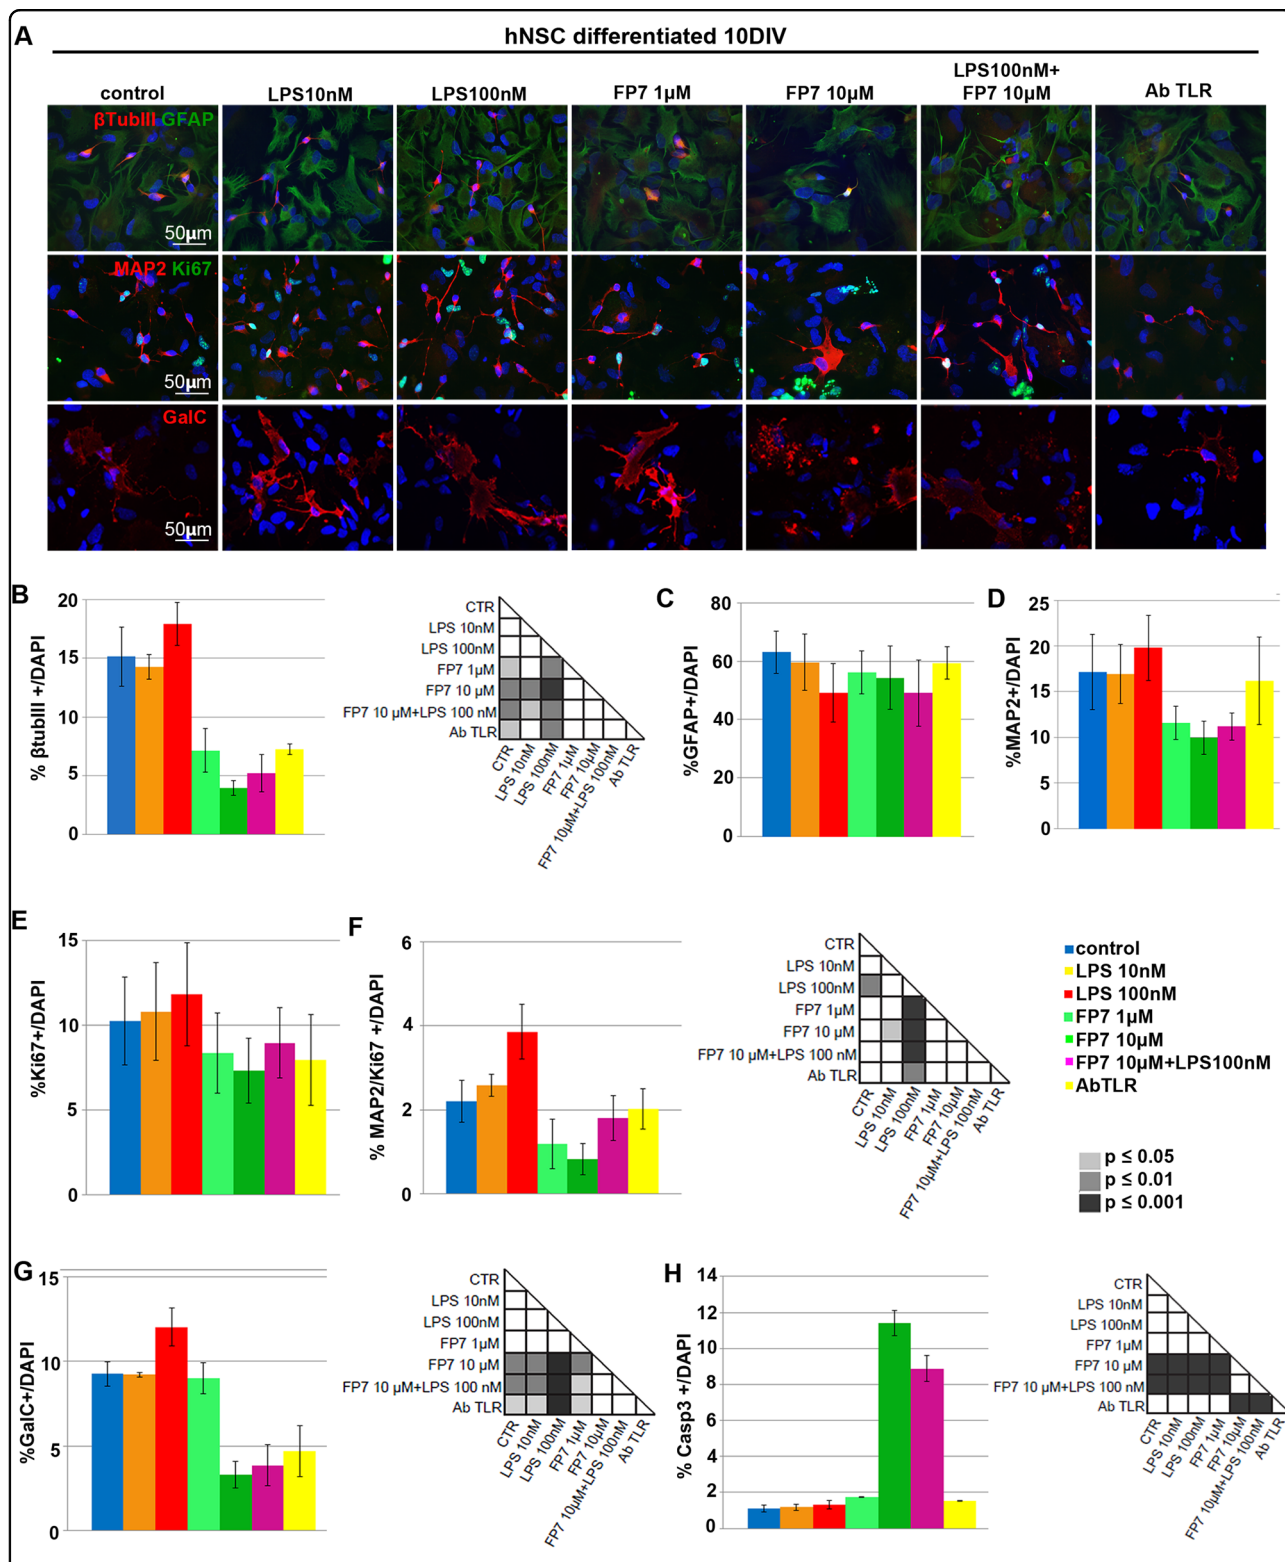 A
hNSC differentiated 10DIV
control
LPS10nM
LPS100nM
FP7 1µM
FP7 10µM
LPS100nM+
FP7 10µM
Ab TLR
βTubIII GFAP
50µm
MAP2 Ki67
50µm
GalC
50µm
B
% βtubIII +/DAPI
20
15
10
5
0
CTR
LPS 10nM
LPS 100nM
FP7 1µM
FP7 10 µM
FP7 10 µM+LPS 100 nM
Ab TLR
CTR
LPS 10nM
LPS 100nM
FP7 1µM
FP7 10µM
FP7 10µM+LPS 100nM
Ab TLR
C
%GFAP+/DAPI
80
60
40
20
0
D
%MAP2+/DAPI
25
20
15
10
5
0
E
%Ki67+/DAPI
15
10
5
0
F
% MAP2/Ki67 +/DAPI
6
4
2
0
CTR
LPS 10nM
LPS 100nM
FP7 1µM
FP7 10 µM
FP7 10 µM+LPS 100 nM
Ab TLR
CTR
LPS 10nM
LPS 100nM
FP7 1µM
FP7 10µM
FP7 10µM+LPS 100nM
Ab TLR
control
LPS 10nM
LPS 100nM
FP7 1µM
FP7 10µM
FP7 10µM+LPS100nM
AbTLR
p ≤ 0.05
p ≤ 0.01
p ≤ 0.001
G
%GalC+/DAPI
15
10
5
0
CTR
LPS 10nM
LPS 100nM
FP7 1µM
FP7 10 µM
FP7 10 µM+LPS 100 nM
Ab TLR
CTR
LPS 10nM
LPS 100nM
FP7 1µM
FP7 10µM
FP7 10µM+LPS 100nM
Ab TLR
H
% Casp3 +/DAPI
14
12
10
8
6
4
2
0
CTR
LPS 10nM
LPS 100nM
FP7 1µM
FP7 10 µM
FP7 10 µM+LPS 100 nM
Ab TLR
CTR
LPS 10nM
LPS 100nM
FP7 1µM
FP7 10µM
FP7 10µM+LPS 100nM
Ab TLR